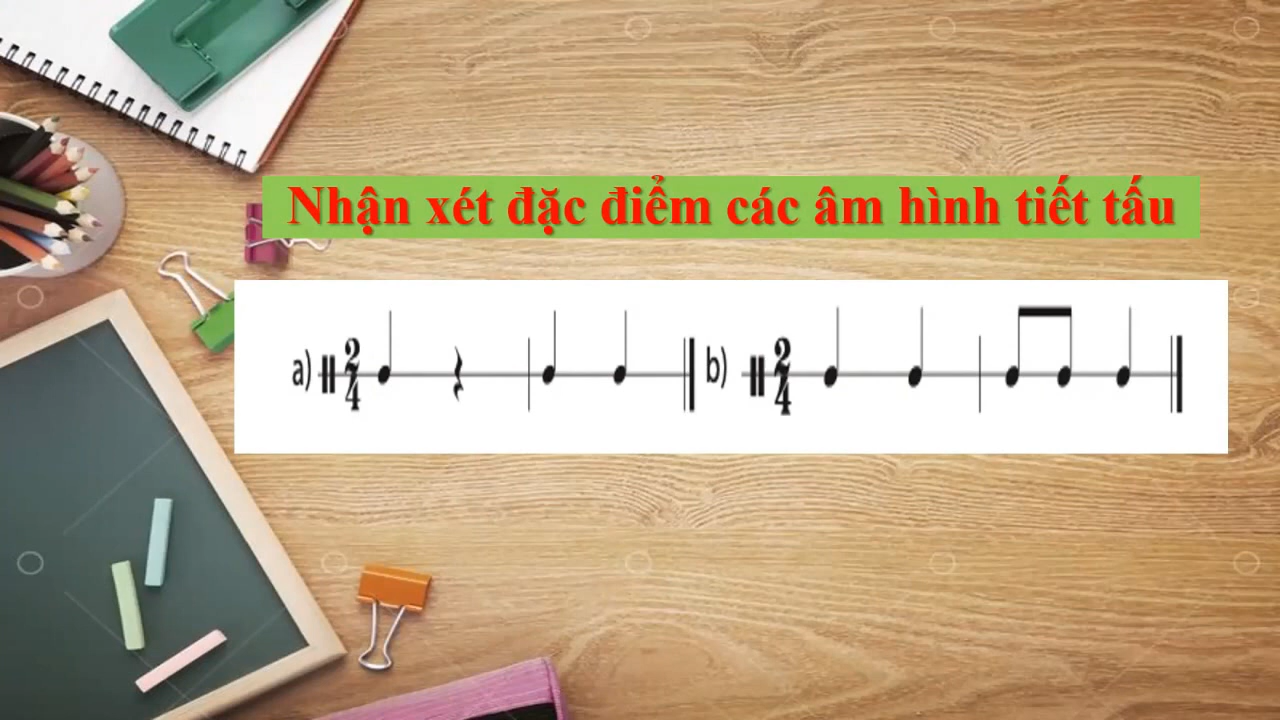 Nhận xét đặc điểm các âm hình tiết tấu
a) 2 4 b) 2 4